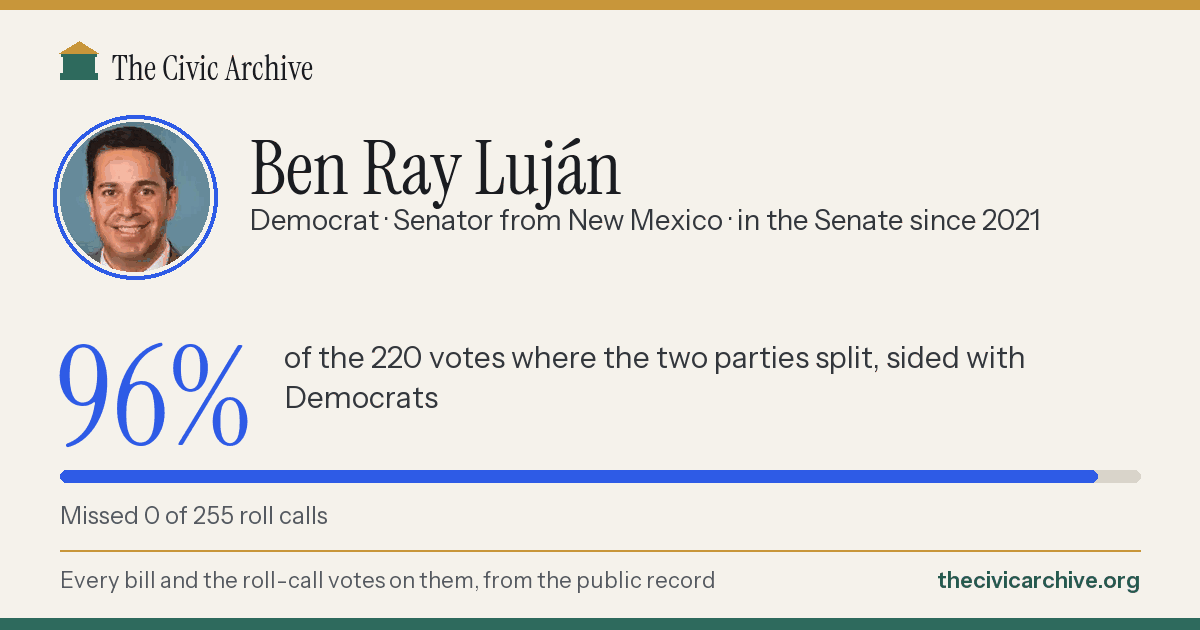 The Civic Archive
Ben Ray Luján
Democrat · Senator from New Mexico · in the Senate since 2021
96%
of the 220 votes where the two parties split, sided with
Democrats
Missed 0 of 255 roll calls
Every bill and the roll-call votes on them, from the public record
thecivicarchive.org